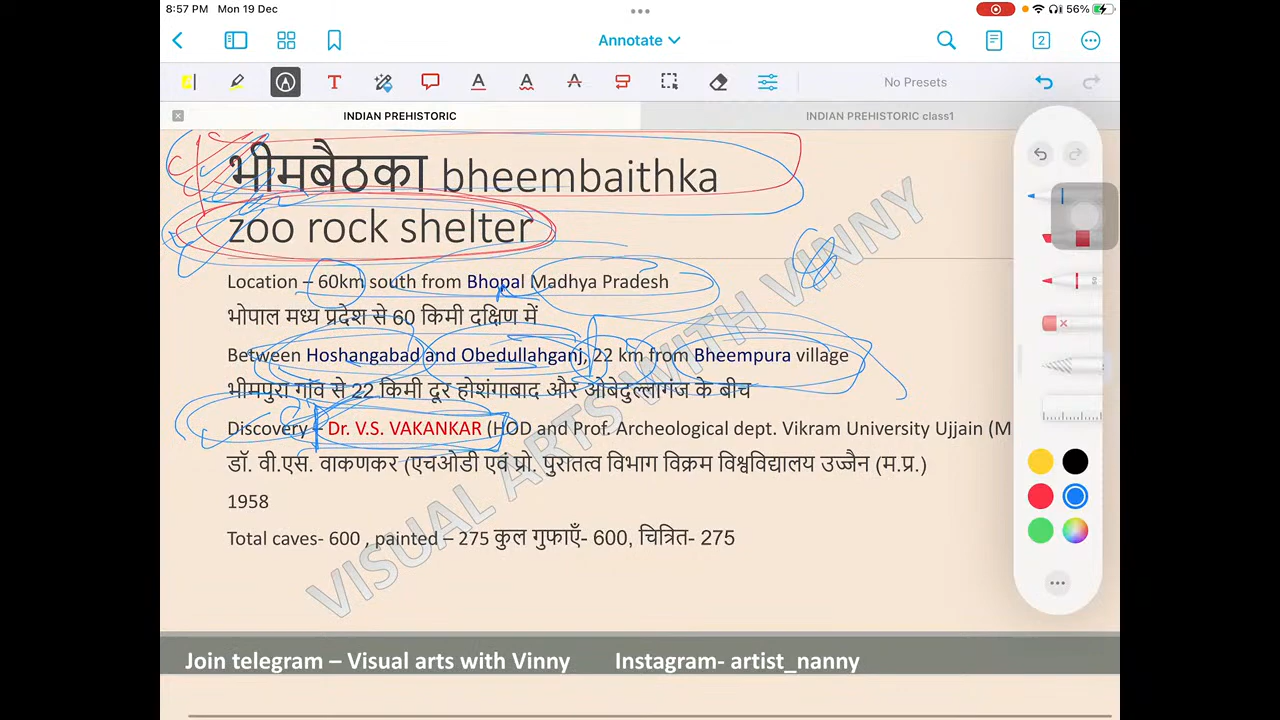 8:57 PM Mon 19 Dec
56%
Annotate
2
No Presets
INDIAN PREHISTORIC
INDIAN PREHISTORIC class1
भीमबैठका bheembaithka
zoo rock shelter
Location – 60km south from Bhopal Madhya Pradesh
भोपाल मध्य प्रदेश से 60 किमी दक्षिण में
Between Hoshangabad and Obedullahganj, 22 km from Bheempura village
भीमपुरा गांव से 22 किमी दूर होशंगाबाद और ओबेदुल्लागंज के बीच
Discovery – Dr. V.S. VAKANKAR (HOD and Prof. Archeological dept. Vikram University Ujjain (M
डॉ. वी.एस. वाकणकर (एचओडी एवं प्रो. पुरातत्व विभाग विक्रम विश्वविद्यालय उज्जैन (म.प्र.)
1958
Total caves- 600 , painted – 275 कुल गुफाएँ- 600, चित्रित- 275
VISUAL ARTS WITH VINNY
Join telegram – Visual arts with Vinny Instagram- artist_nanny